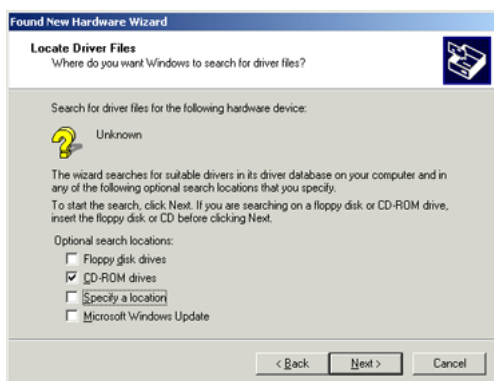 Found New Hardware Wizard
Locate Driver Files
Where do you want Windows to search for driver files?
Search for driver files for the following hardware device:
Unknown
The wizard searches for suitable drivers in its driver database on your computer and in
any of the following optional search locations that you specify.
To start the search, click Next. If you are searching on a floppy disk or CD-ROM drive,
insert the floppy disk or CD before clicking Next.
Optional search locations:
Floppy disk drives
CD-ROM drives
Specify a location
Microsoft Windows Update
< Back
Next >
Cancel